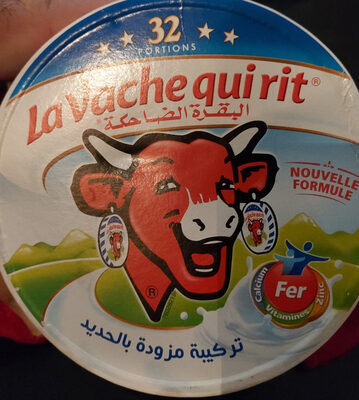 32
PORTIONS
La vache qui rit®
البقرة الضاحكة
NOUVELLE
FORMULE
Fer
Calcium
Vitamines
Zinc
®
تركيبة مزودة بالحديد